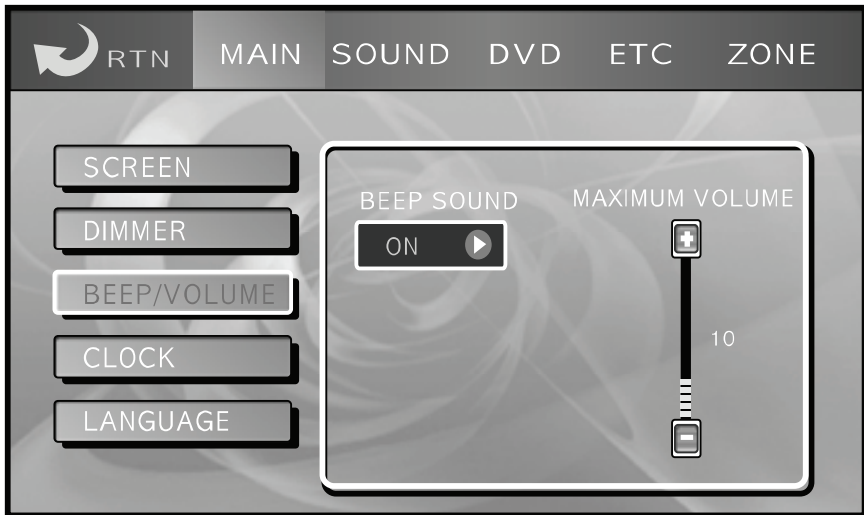 RTN MAIN SOUND DVD ETC ZONE
SCREEN
DIMMER
BEEP/VOLUME
CLOCK
LANGUAGE
BEEP SOUND
ON
MAXIMUM VOLUME
10